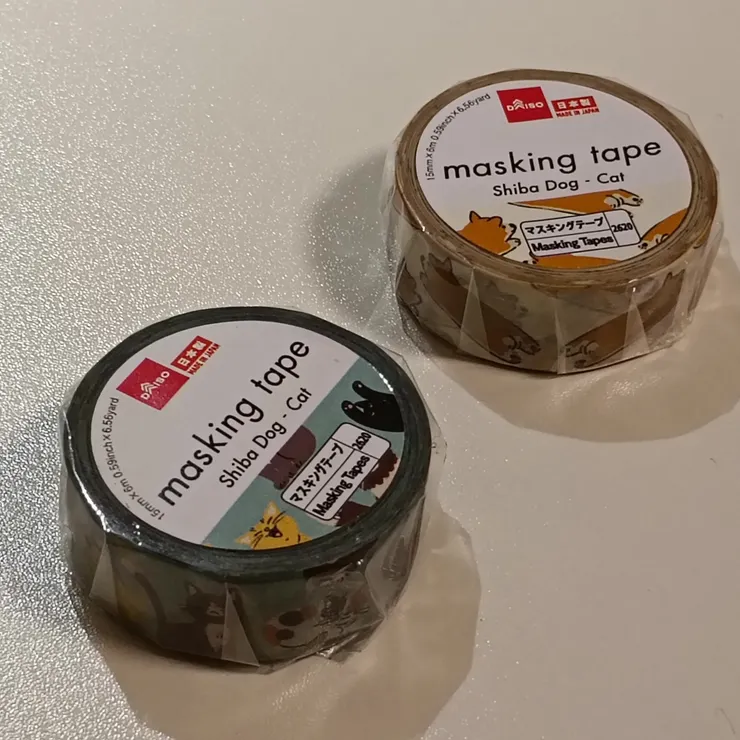 15mm X 6m 0.59inch X 6.56yard
DAISO
日本製
MADE IN JAPAN
masking tape
Shiba Dog - Cat
マスキングテープ
Masking Tapes
2620
DAISO
日本製
MADE IN JAPAN
15mm X 6m 0.59inch X 6.56yard
masking tape
Shiba Dog - Cat
マスキングテープ
Masking Tapes
2620